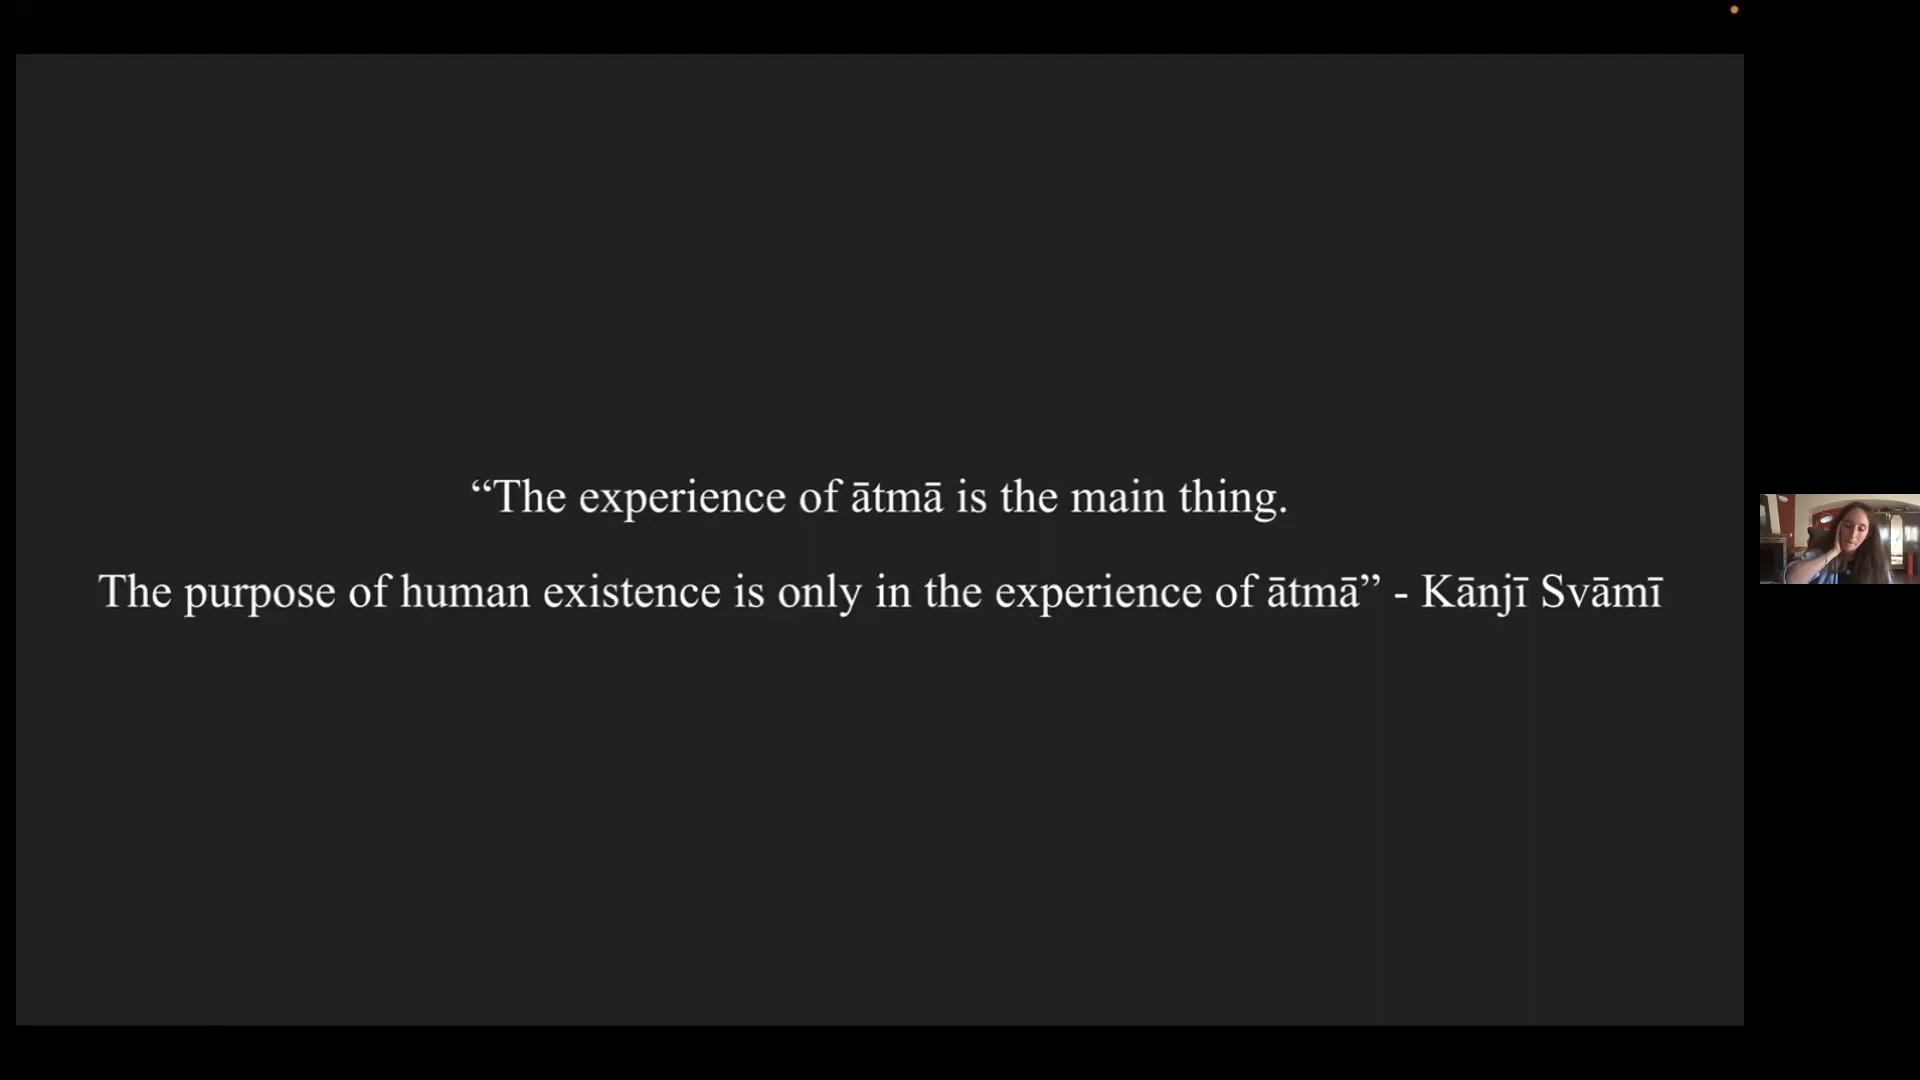 “The experience of ātmā is the main thing.
The purpose of human existence is only in the experience of ātmā” - Kānjī Svāmī